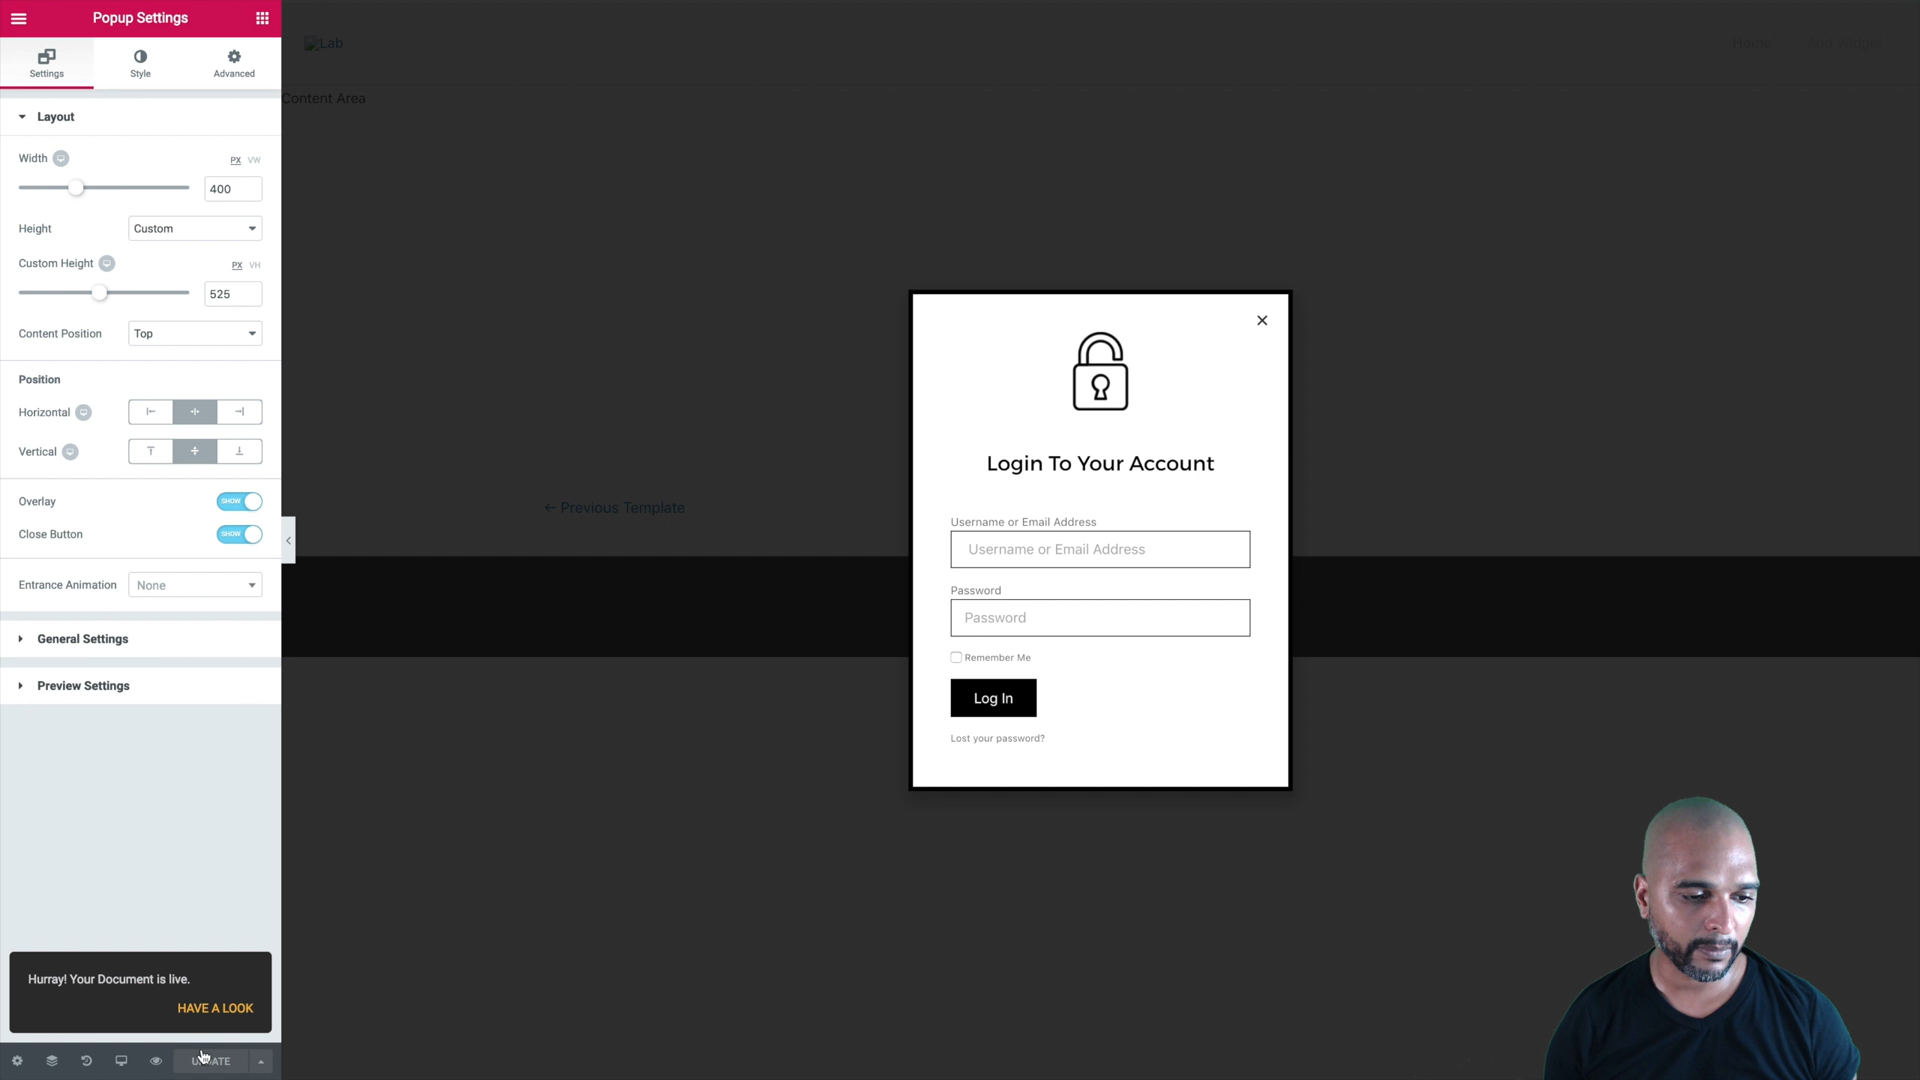 Popup Settings
Settings
Style
Advanced
Layout
Width
PX VW
400
Height
Custom
Custom Height
PX VH
525
Content Position
Top
Position
Horizontal
Vertical
Overlay
SHOW
Close Button
SHOW
Entrance Animation
None
General Settings
Preview Settings
Hurray! Your Document is live.
HAVE A LOOK
Lab
Home
Content Area
← Previous Template
×
Login To Your Account
Username or Email Address
Username or Email Address
Password
Password
Remember Me
Log In
Lost your password?